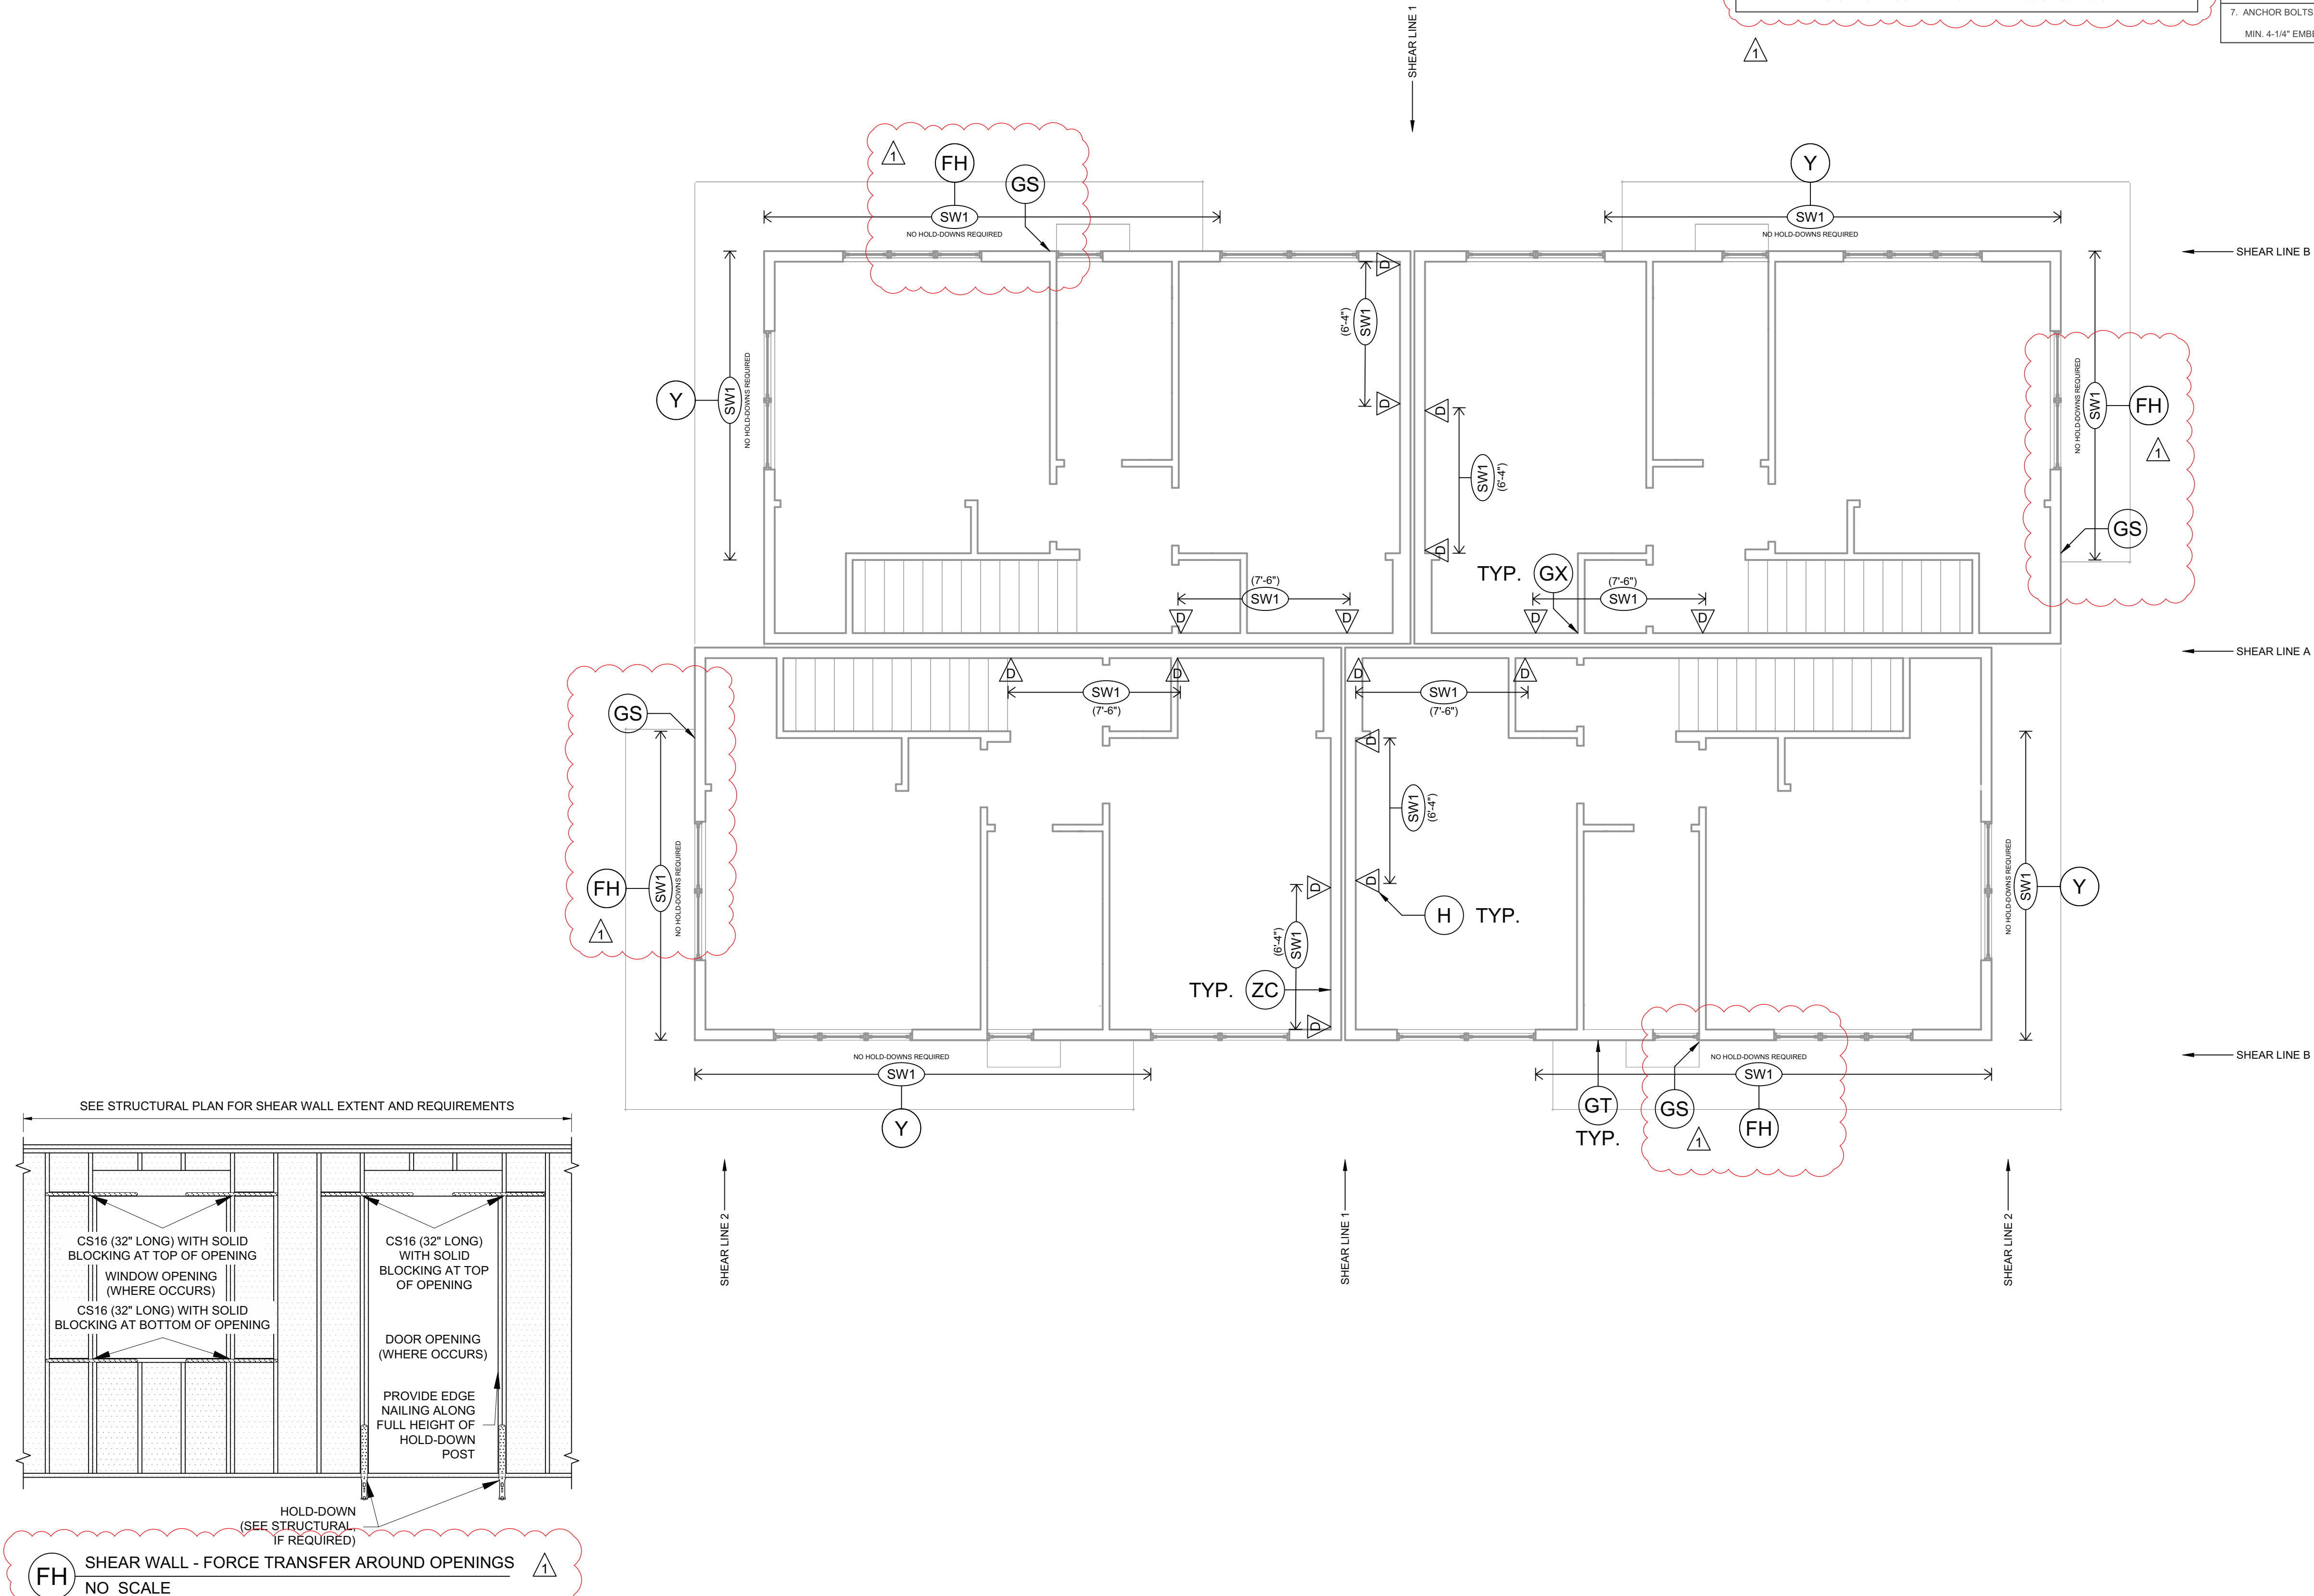 SHEAR LINE 1
1
7. ANCHOR BOLTS
MIN. 4-1/4"
1
FH
GS
SW1
NO HOLD-DOWNS REQUIRED
Y
SW1
NO HOLD-DOWNS REQUIRED
SHEAR LINE B
D
SW1
(6'-4")
D
Y
SW1
NO HOLD-DOWNS REQUIRED
D
SW1
(6'-4")
D
NO HOLD-DOWNS REQUIRED
SW1
FH
1
GS
TYP.
GX
(7'-6")
SW1
D
D
(7'-6")
SW1
D
D
SHEAR LINE A
GS
D
D
SW1
(7'-6")
D
D
SW1
(7'-6")
D
SW1
(6'-4")
D
H
TYP.
FH
SW1
NO HOLD-DOWNS REQUIRED
1
D
(6'-4")
SW1
D
TYP.
ZC
NO HOLD-DOWNS REQUIRED
SW1
Y
NO HOLD-DOWNS REQUIRED
SW1
Y
NO HOLD-DOWNS REQUIRED
SW1
SHEAR LINE B
GT
TYP.
GS
1
FH
SHEAR LINE 2
SHEAR LINE 1
SHEAR LINE 2
SEE STRUCTURAL PLAN FOR SHEAR WALL EXTENT AND REQUIREMENTS
CS16 (32" LONG) WITH SOLID
BLOCKING AT TOP OF OPENING
WINDOW OPENING
(WHERE OCCURS)
CS16 (32" LONG) WITH SOLID
BLOCKING AT BOTTOM OF OPENING
CS16 (32" LONG)
WITH SOLID
BLOCKING AT TOP
OF OPENING
DOOR OPENING
(WHERE OCCURS)
PROVIDE EDGE
NAILING ALONG
FULL HEIGHT OF
HOLD-DOWN
POST
HOLD-DOWN
(SEE STRUCTURAL,
IF REQUIRED)
FH
SHEAR WALL - FORCE TRANSFER AROUND OPENINGS
1
NO SCALE